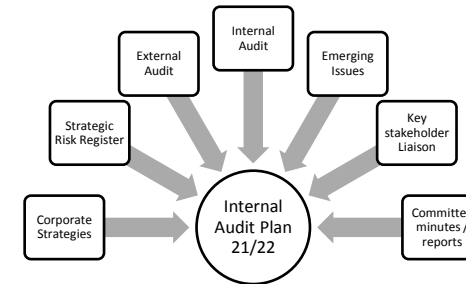 Internal
Audit
External
Audit
Emerging
Issues
Strategic
Risk Register
Key
stakeholder
Liaison
Corporate
Strategies
Internal
Audit Plan
21/22
Committe
minutes /
reports